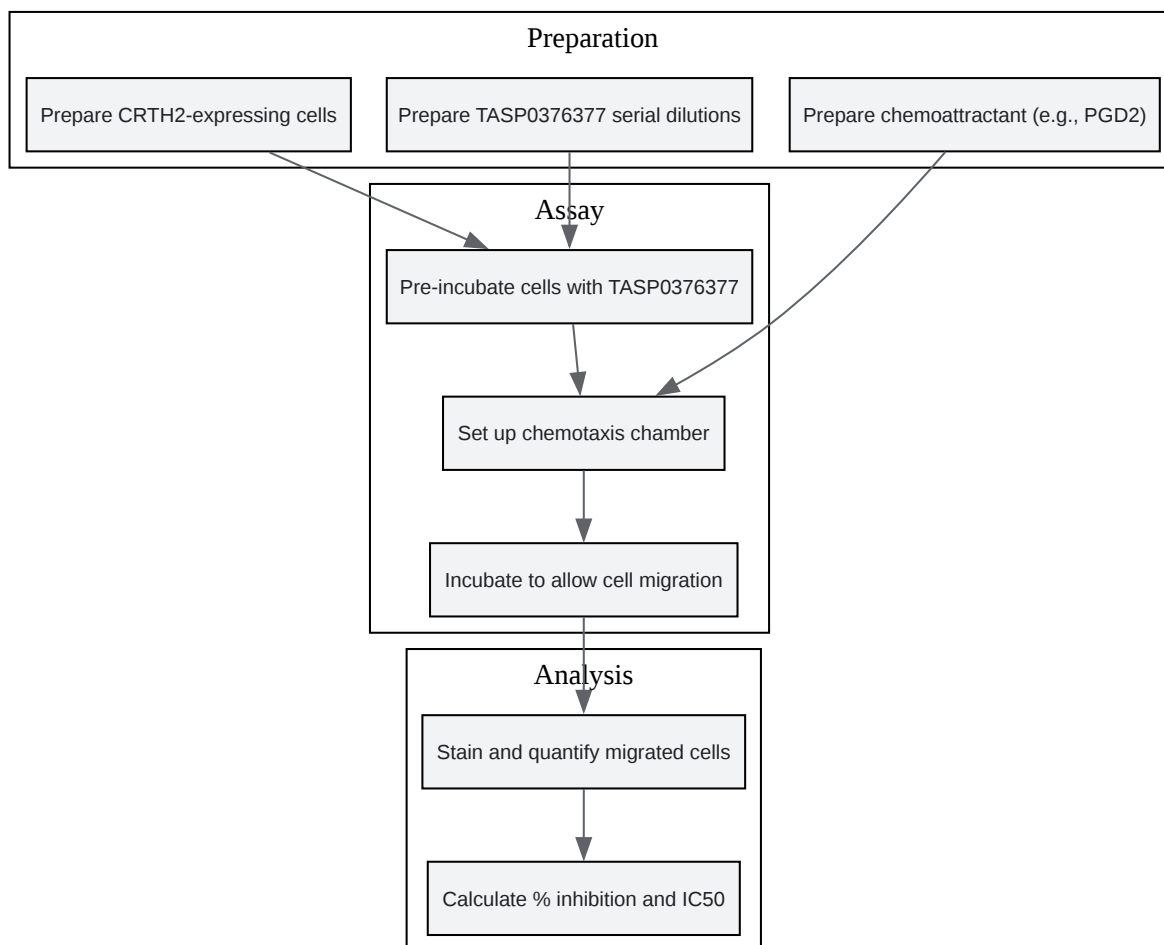 Preparation
Prepare CRTH2-expressing cells
Prepare TASP0376377 serial dilutions
Prepare chemoattractant (e.g., PGD2)
Assay
Pre-incubate cells with TASP0376377
Set up chemotaxis chamber
Incubate to allow cell migration
Analysis
Stain and quantify migrated cells
Calculate % inhibition and IC50